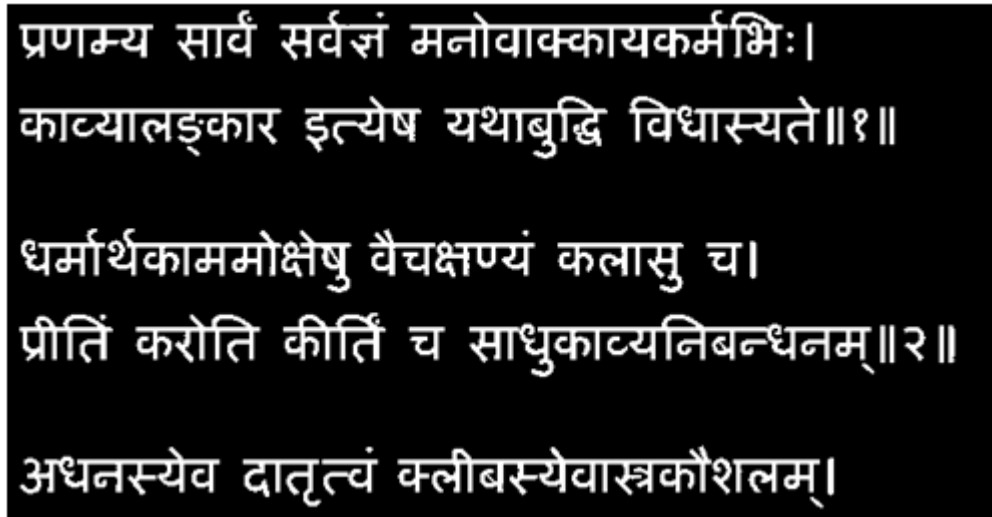 प्रणम्य सार्वं सर्वज्ञं मनोवाक्कायकर्मभिः।
काव्यालङ्कार इत्येष यथाबुद्धि विधास्यते॥१॥
धर्मार्थकाममोक्षेषु वैचक्षण्यं कलासु च।
प्रीतिं करोति कीर्तिं च साधुकाव्यनिबन्धनम्॥२॥
अधनस्येव दातृत्वं क्लीबस्येवास्त्रकौशलम्।